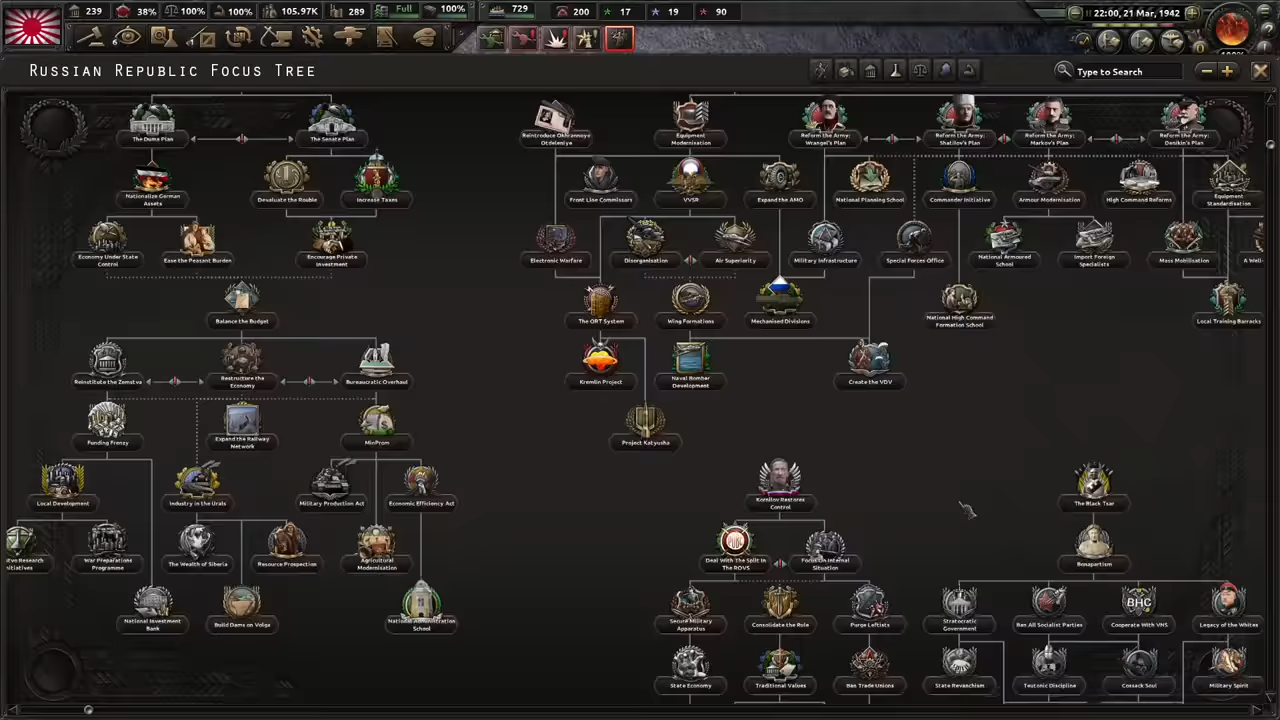 239 38% 100% 100% 105.97K 289 Full 100% 729 200 17 19 90 22:00, 21 Mar, 1942
100%
RUSSIAN REPUBLIC FOCUS TREE
Type to Search
The Duma Plan
The Senate Plan
Reintroduce Okhrannoye Otdeleniye
Equipment Modernisation
Reform the Army: Wrangel's Plan
Reform the Army: Shatilov's Plan
Reform the Army: Markov's Plan
Reform the Army: Denikin's Plan
Nationalize German Assets
Devaluate the Rouble
Increase Taxes
Front Line Commissars
VVSR
Expand the AMO
National Planning School
Commander Initiative
Armour Modernisation
High Command Reforms
Equipment Standardisation
Economy Under State Control
Ease the Peasant Burden
Encourage Private Investment
Electronic Warfare
Disorganisation
Air Superiority
Military Infrastructure
Special Forces Office
National Armoured School
Import Foreign Specialists
Mass Mobilisation
A Well-
Balance the Budget
The ORT System
Wing Formations
Mechanised Divisions
National High Command Formation School
Local Training Barracks
Reinstitute the Zemstva
Restructure the Economy
Bureaucratic Overhaul
Kremlin Project
Naval Bomber Development
Create the VDV
Funding Frenzy
Expand the Railway Network
MinProm
Project Katyusha
Local Development
Industry in the Urals
Military Production Act
Economic Efficiency Act
Kornilov Restores Control
The Black Tsar
stvo Research
nitiatives
War Preparations Programme
The Wealth of Siberia
Resource Prospection
Agricultural Modernisation
Deal With The Split In The ROVS
Focus On Internal Situation
Bonapartism
National Investment Bank
Build Dams on Volga
National Administration School
Secure Military Apparatus
Consolidate the Rule
Purge Leftists
Stratocratic Government
Ban All Socialist Parties
BHC
Cooperate With VNS
Legacy of the Whites
State Economy
Traditional Values
Ban Trade Unions
State Revanchism
Teutonic Discipline
Cossack Soul
Military Spirit